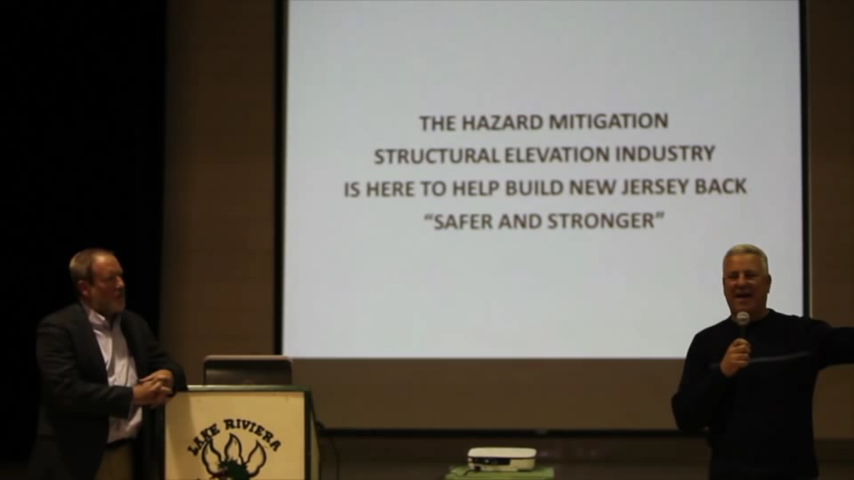 THE HAZARD MITIGATION
STRUCTURAL ELEVATION INDUSTRY
IS HERE TO HELP BUILD NEW JERSEY BACK
“SAFER AND STRONGER”
LAKE RIVIERA